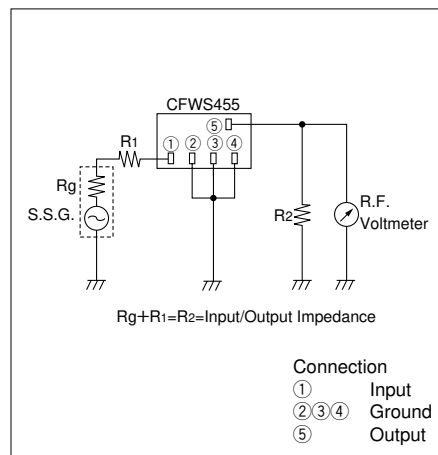 CFWS455
⑤
R1
① ② ③ ④
Rg
S.S.G.
R2
R.F.
Voltmeter
Rg+R1=R2=Input/Output Impedance
Connection
① Input
②③④ Ground
⑤ Output